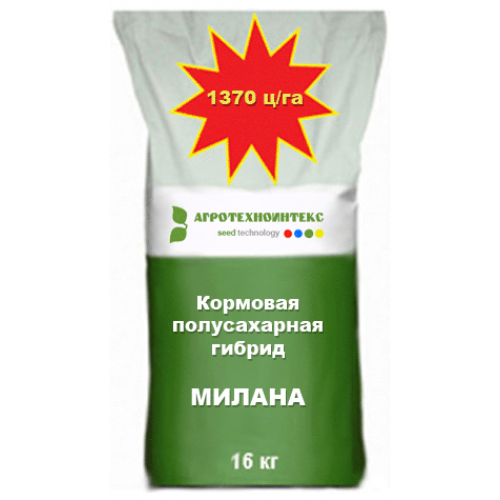 1370 ц/га
АГРОТЕХНОИНТЕКС
seed technology
Кормовая
полусахарная
гибрид
МИЛАНА
16 кг